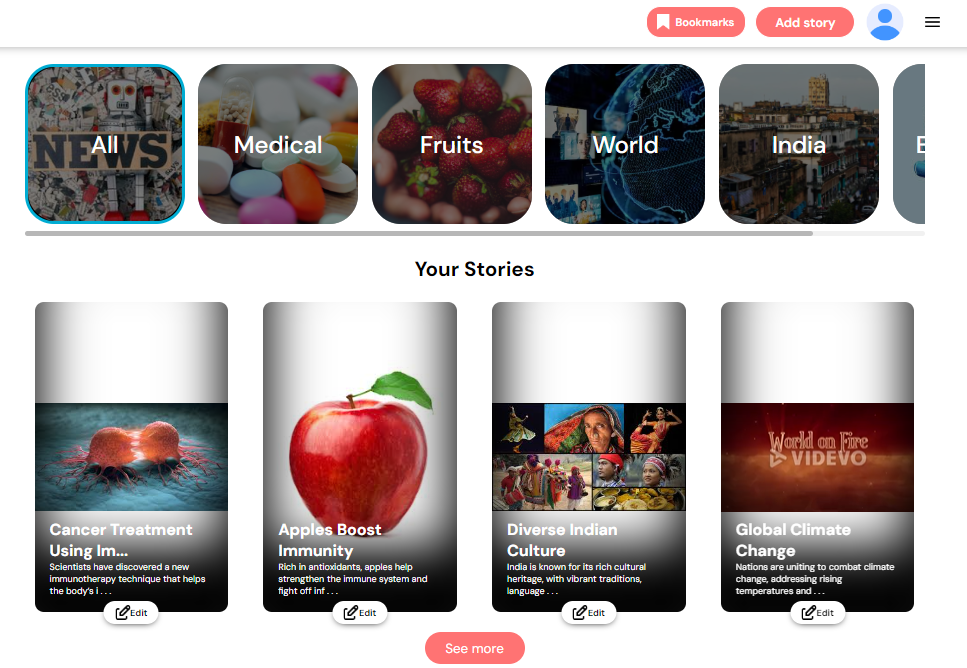 Bookmarks
Add story
NEWS
All
Medical
Fruits
World
India
E
Your Stories
World on Fire
VIDEVO
Cancer Treatment
Using Im...
Scientists have discovered a new
immunotherapy technique that helps
the body's i . . .
Edit
Apples Boost
Immunity
Rich in antioxidants, apples help
strengthen the immune system and
fight off inf . . .
Edit
Diverse Indian
Culture
India is known for its rich cultural
heritage, with vibrant traditions,
language . . .
Edit
Global Climate
Change
Nations are uniting to combat climate
change, addressing rising
temperatures and . . .
Edit
See more